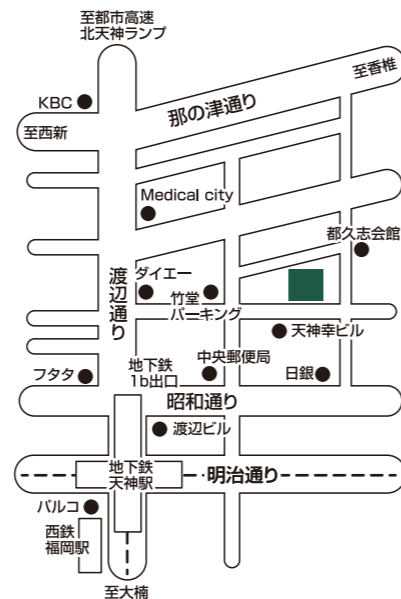 至都市高速
北天神ランプ
KBC
至西新
那の津通り
至香椎
Medical city
都久志会館
渡辺通り
ダイエー
竹堂
パーキング
天神幸ビル
フタタ
地下鉄
1b出口
中央郵便局
日銀
昭和通り
渡辺ビル
地下鉄
天神駅
明治通り
パルコ
西鉄
福岡駅
至大楠